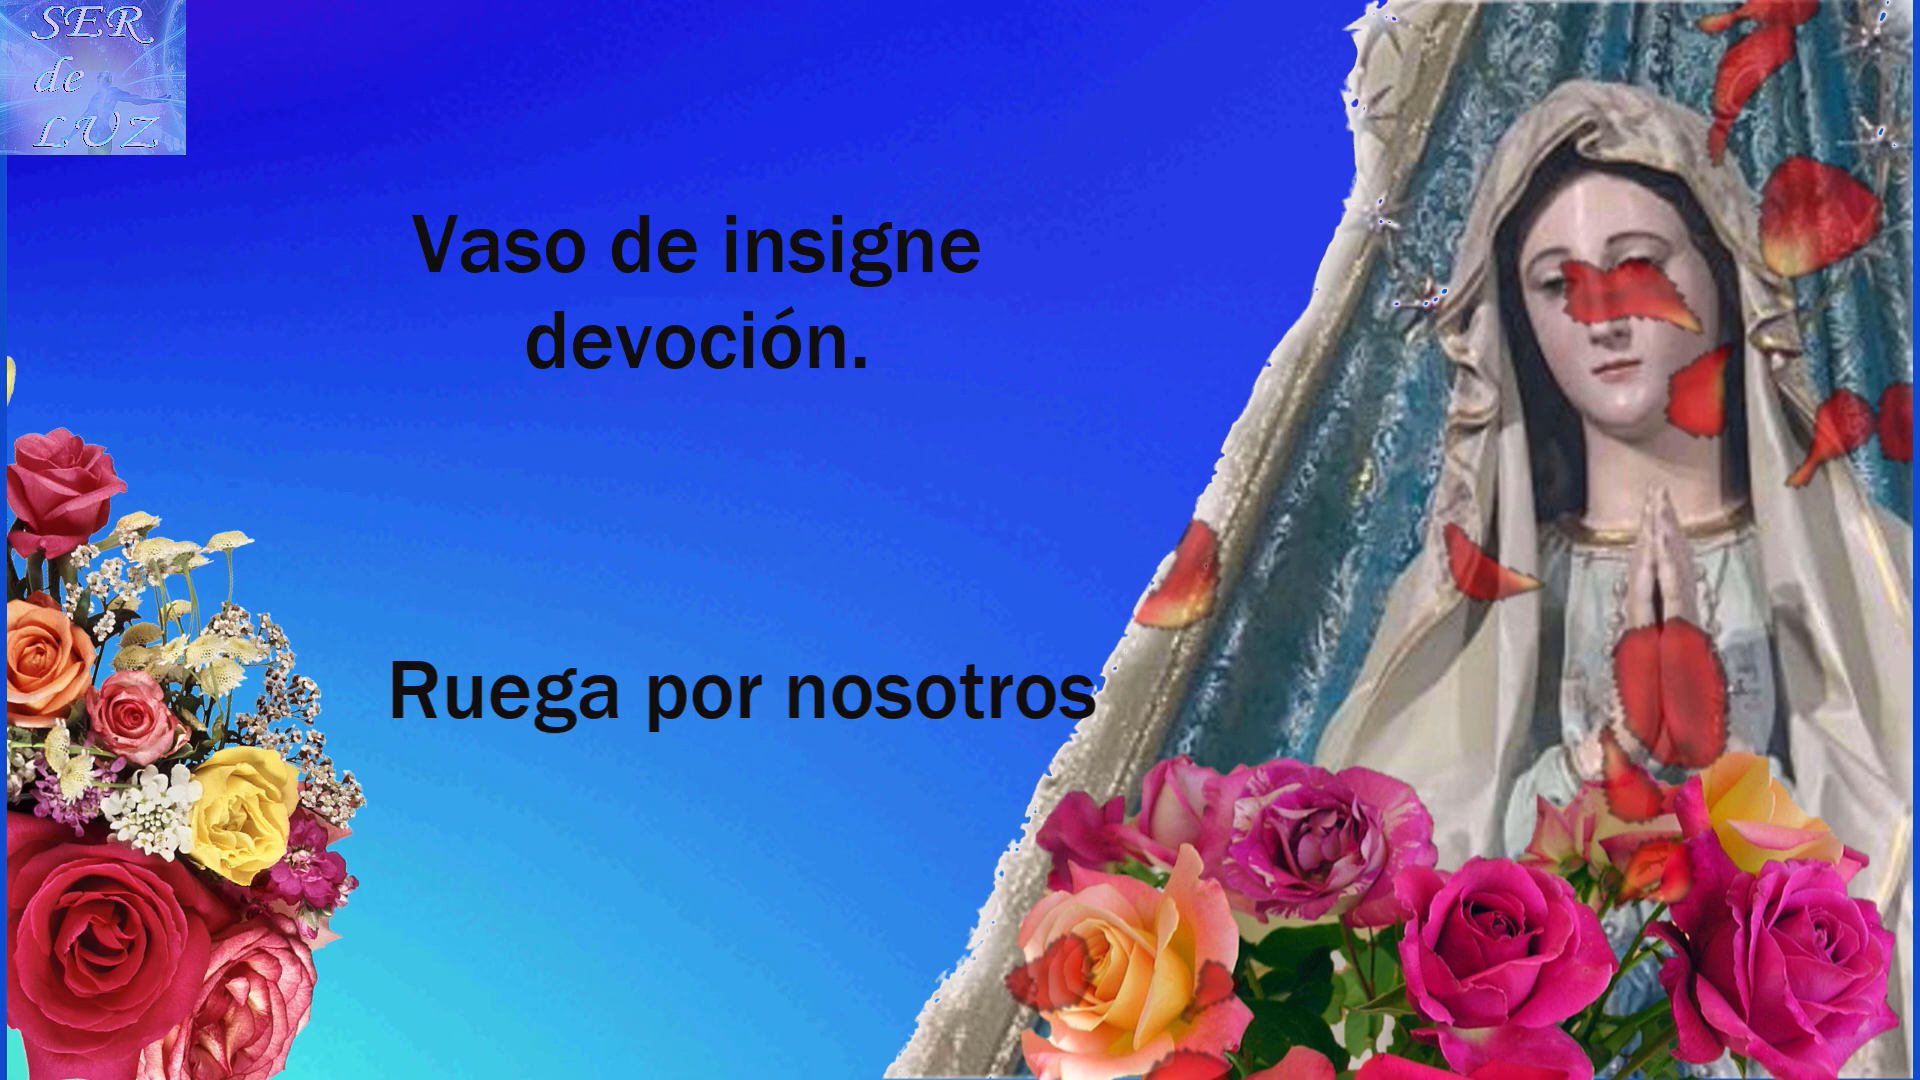 SER
de
LUZ
Vaso de insigne
devoción.
Ruega por nosotros